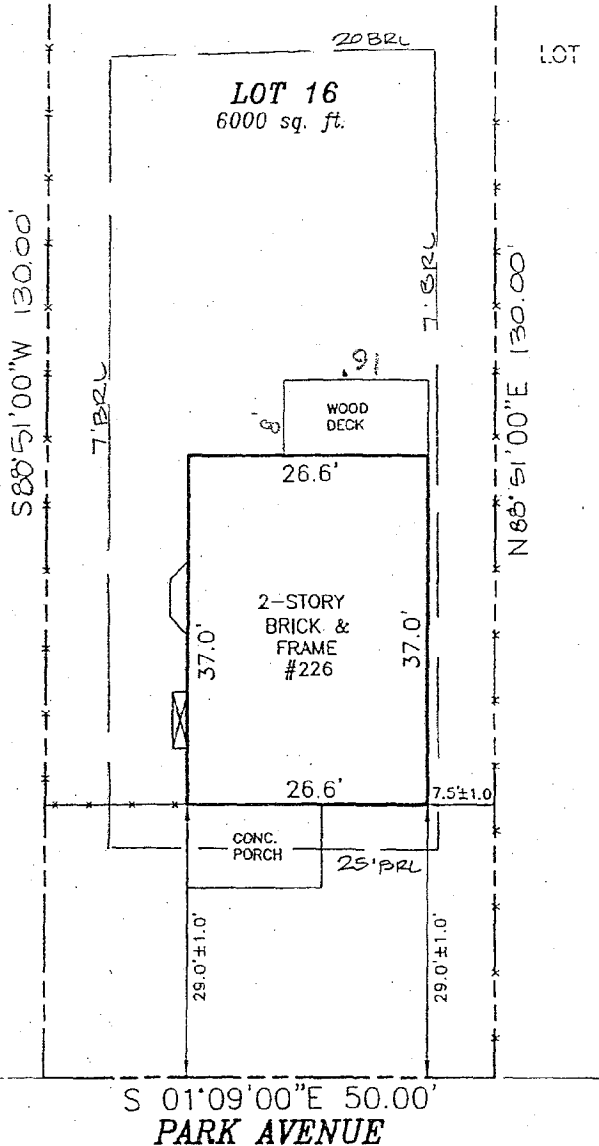 20 BRL
LOT
LOT 16
6000 sq. ft.
S88°51'00"W 130.00'
7' BRL
7' BRL
N88°51'00"E 130.00'
8'
WOOD
DECK
26.6'
37.0'
2-STORY
BRICK &
FRAME
#226
37.0'
26.6'
7.5'±1.0
CONC.
PORCH
25' BRL
29.0'±1.0'
29.0'±1.0'
S 01°09'00"E 50.00'
PARK AVENUE